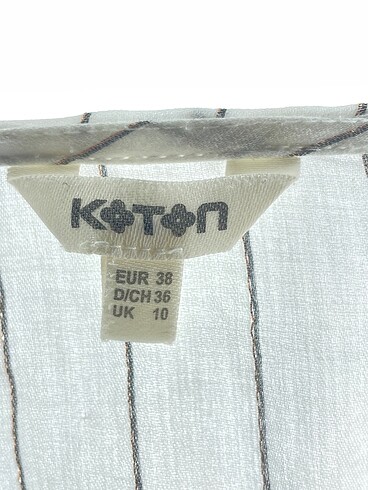 KOTON
EUR 38
D/CH 36
UK 10